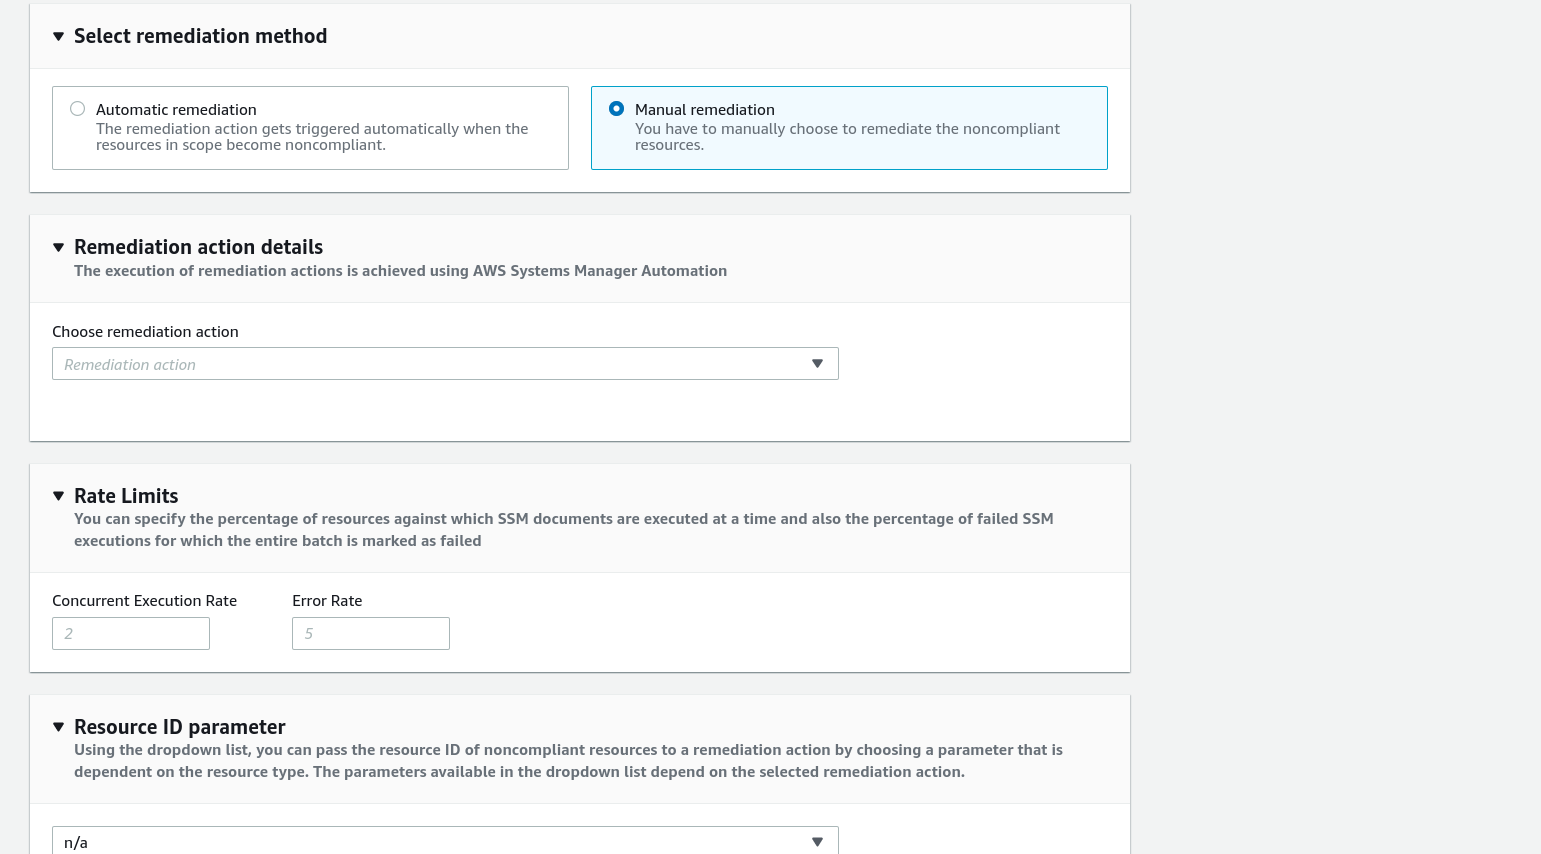 Select remediation method
Automatic remediation
The remediation action gets triggered automatically when the
resources in scope become noncompliant.
Manual remediation
You have to manually choose to remediate the noncompliant
resources.
Remediation action details
The execution of remediation actions is achieved using AWS Systems Manager Automation
Choose remediation action
Remediation action
Rate Limits
You can specify the percentage of resources against which SSM documents are executed at a time and also the percentage of failed SSM
executions for which the entire batch is marked as failed
Concurrent Execution Rate
Error Rate
2
5
Resource ID parameter
Using the dropdown list, you can pass the resource ID of noncompliant resources to a remediation action by choosing a parameter that is
dependent on the resource type. The parameters available in the dropdown list depend on the selected remediation action.
n/a